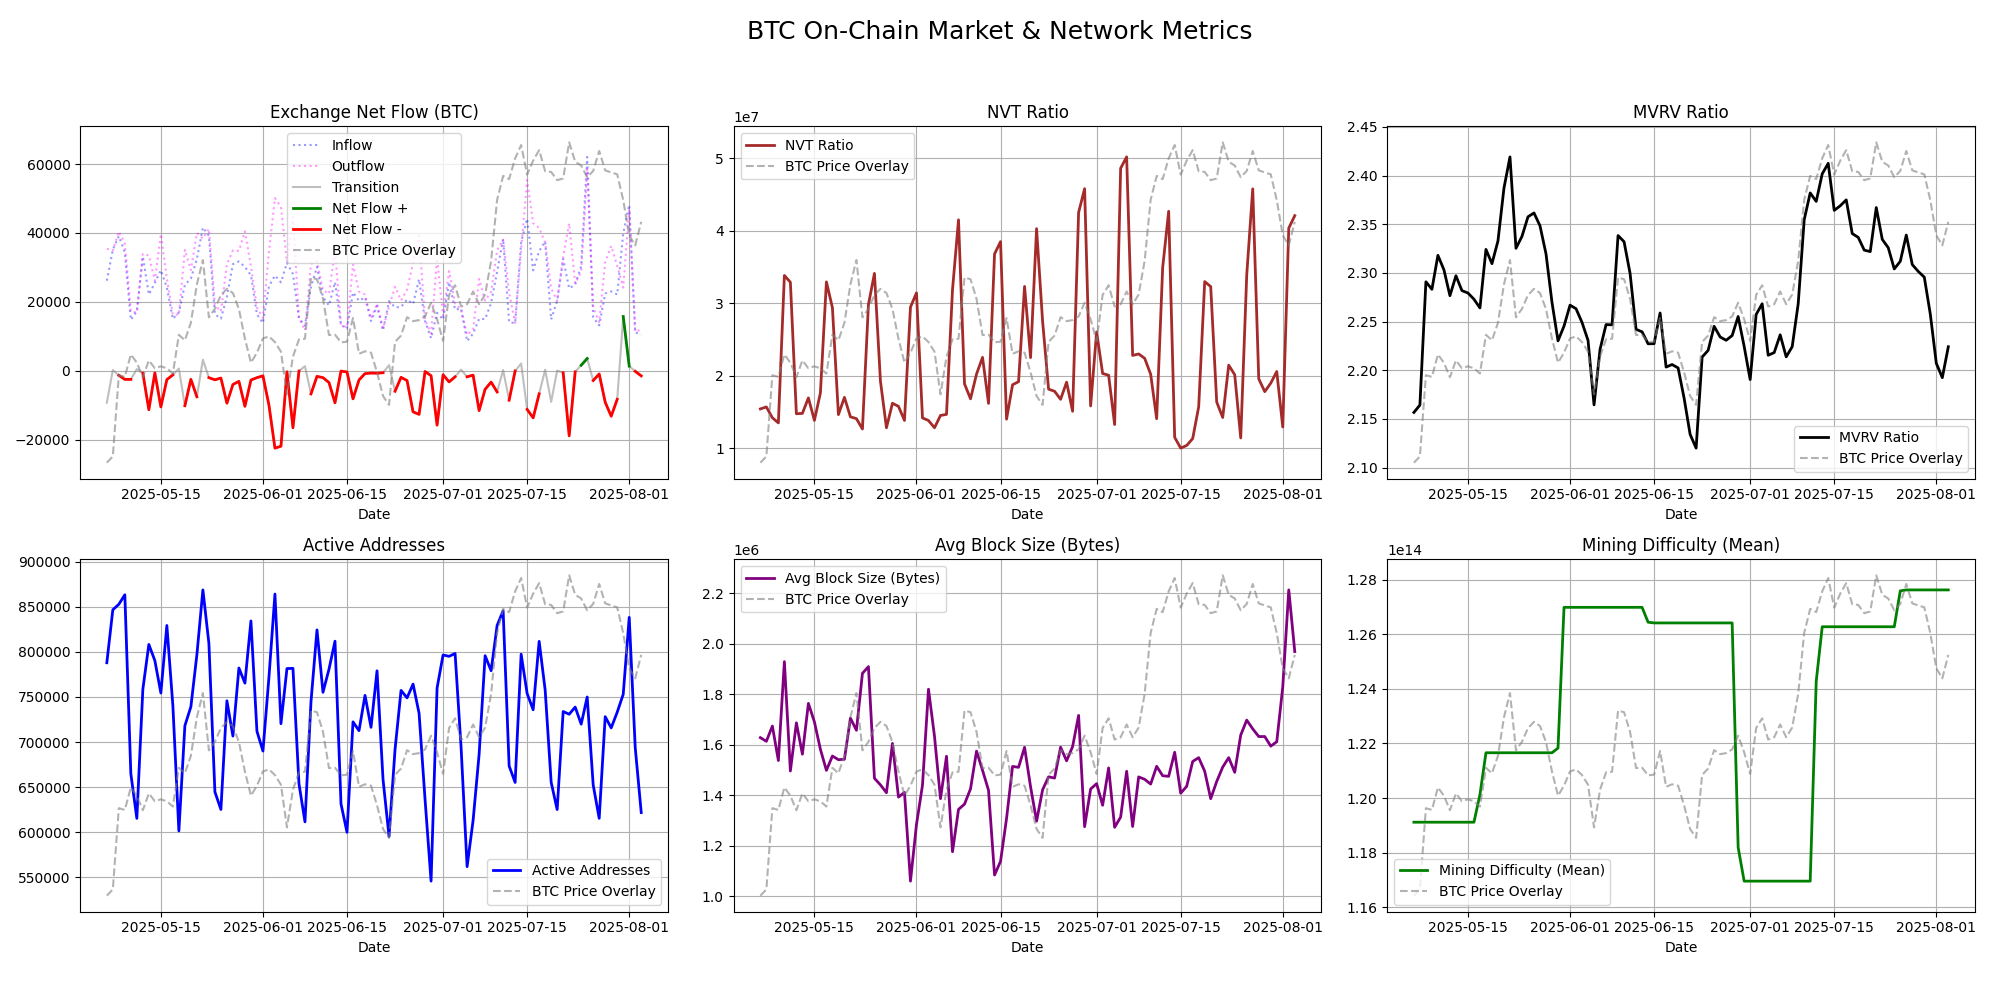 BTC On-Chain Market & Network Metrics
Exchange Net Flow (BTC)
Inflow
Outflow
Transition
Net Flow +
Net Flow -
BTC Price Overlay
60000
40000
20000
0
−20000
2025-05-15 2025-06-01 2025-06-15 2025-07-01 2025-07-15 2025-08-01
Date
NVT Ratio
1e7
NVT Ratio
BTC Price Overlay
5
4
3
2
1
2025-05-15 2025-06-01 2025-06-15 2025-07-01 2025-07-15 2025-08-01
Date
MVRV Ratio
2.45
2.40
2.35
2.30
2.25
2.20
2.15
2.10
MVRV Ratio
BTC Price Overlay
2025-05-15 2025-06-01 2025-06-15 2025-07-01 2025-07-15 2025-08-01
Date
Active Addresses
900000
850000
800000
750000
700000
650000
600000
550000
Active Addresses
BTC Price Overlay
2025-05-15 2025-06-01 2025-06-15 2025-07-01 2025-07-15 2025-08-01
Date
Avg Block Size (Bytes)
1e6
Avg Block Size (Bytes)
BTC Price Overlay
2.2
2.0
1.8
1.6
1.4
1.2
1.0
2025-05-15 2025-06-01 2025-06-15 2025-07-01 2025-07-15 2025-08-01
Date
Mining Difficulty (Mean)
1e14
1.28
1.26
1.24
1.22
1.20
1.18
1.16
Mining Difficulty (Mean)
BTC Price Overlay
2025-05-15 2025-06-01 2025-06-15 2025-07-01 2025-07-15 2025-08-01
Date